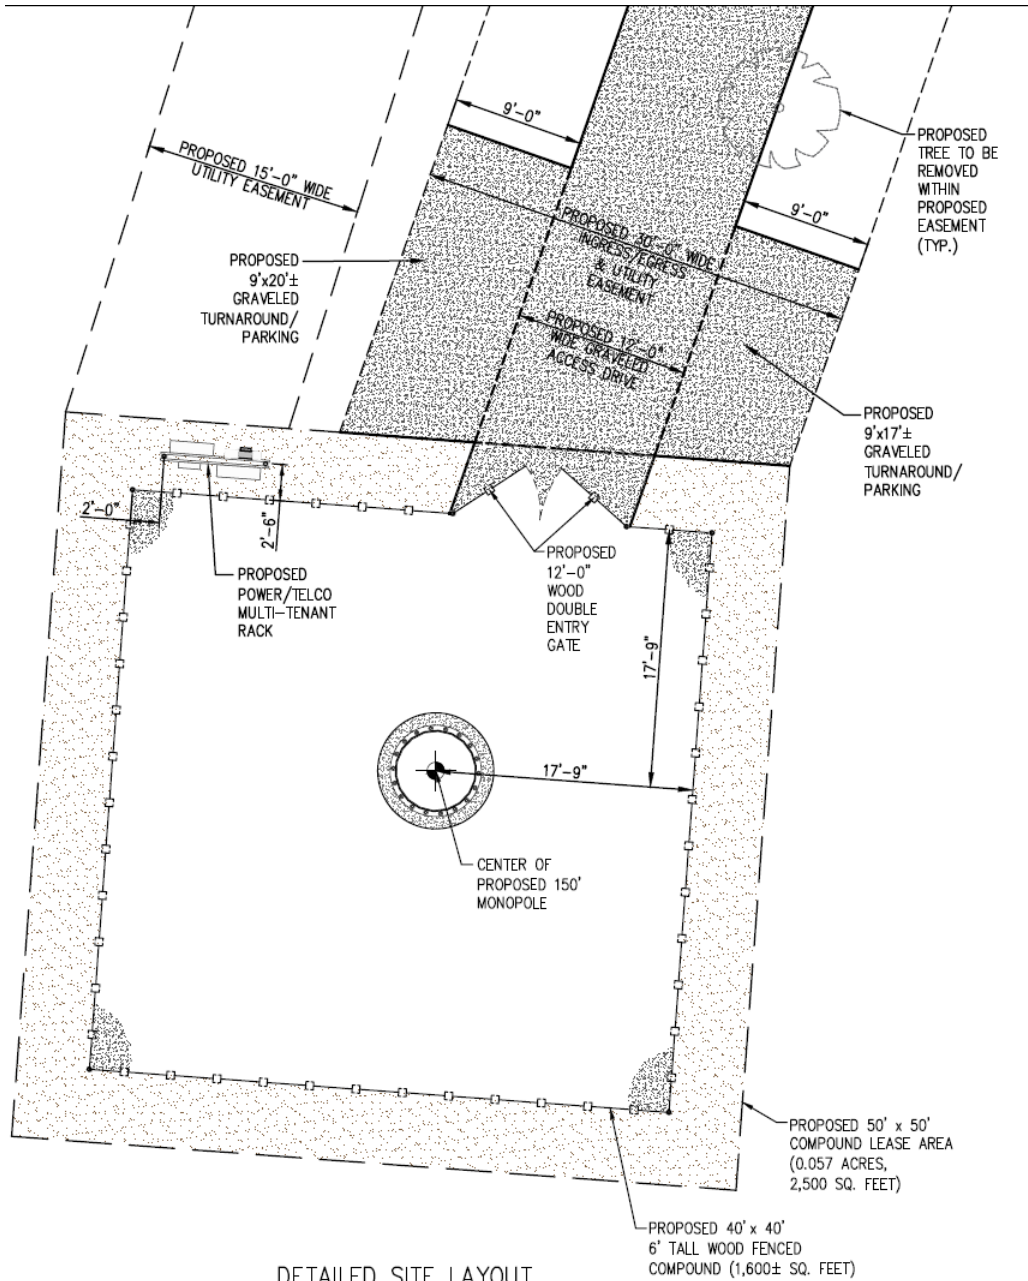 9'-0"
PROPOSED 15'-0" WIDE
UTILITY EASEMENT
PROPOSED
TREE TO BE
REMOVED
WITHIN
PROPOSED
EASEMENT
(TYP.)
9'-0"
PROPOSED 30'-0" WIDE
INGRESS/EGRESS
& UTILITY
EASEMENT
PROPOSED
9'x20'±
GRAVELED
TURNAROUND/
PARKING
PROPOSED 12'-0"
WIDE GRAVELED
ACCESS DRIVE
PROPOSED
9'x17'±
GRAVELED
TURNAROUND/
PARKING
2'-0"
2'-6"
PROPOSED
POWER/TELCO
MULTI-TENANT
RACK
PROPOSED
12'-0"
WOOD
DOUBLE
ENTRY
GATE
17'-9"
17'-9"
CENTER OF
PROPOSED 150'
MONOPOLE
PROPOSED 50' x 50'
COMPOUND LEASE AREA
(0.057 ACRES,
2,500 SQ. FEET)
PROPOSED 40' x 40'
6' TALL WOOD FENCED
COMPOUND (1,600± SQ. FEET)
DETAILED SITE LAYOUT